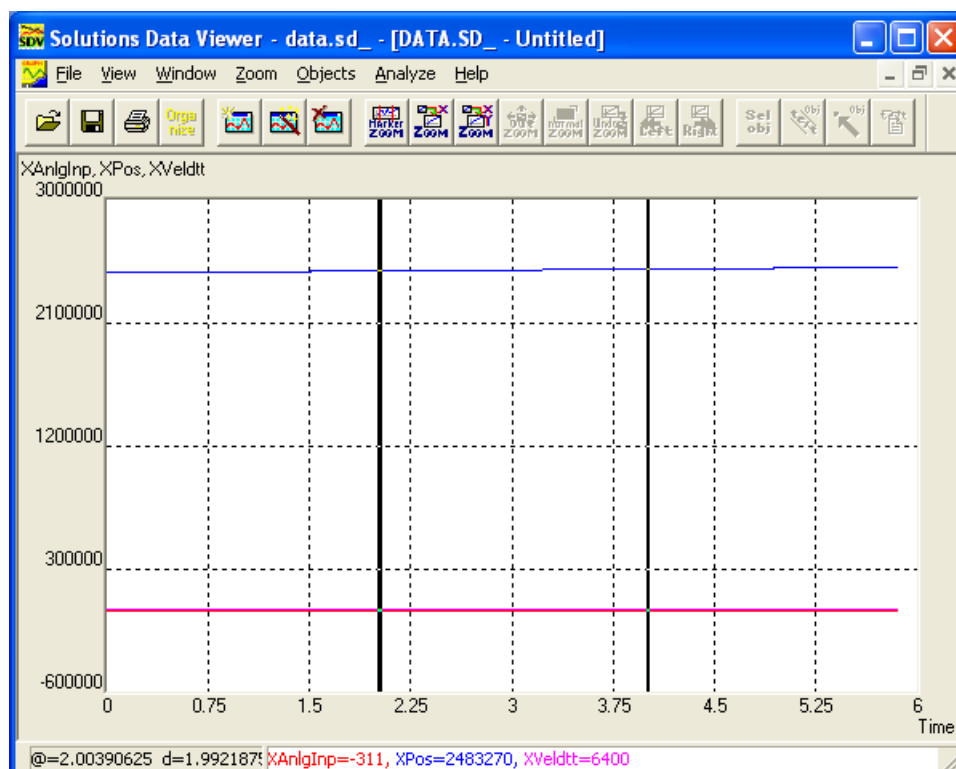 SDV Solutions Data Viewer - data.sd_ - [DATA.SD_ - Untitled]
File View Window Zoom Objects Analyze Help
Orga nize Marker ZOOM ZOOM ZOOM ZOOM normal ZOOM Undo ZOOM Left Right Sel obj Obj Obj
XAnlgInp, XPos, XVeldtt
3000000
2100000
1200000
300000
-600000
0 0.75 1.5 2.25 3 3.75 4.5 5.25 6
Time
@=2.00390625 d=1.9921875 XAnlgInp=-311, XPos=2483270, XVeldtt=6400